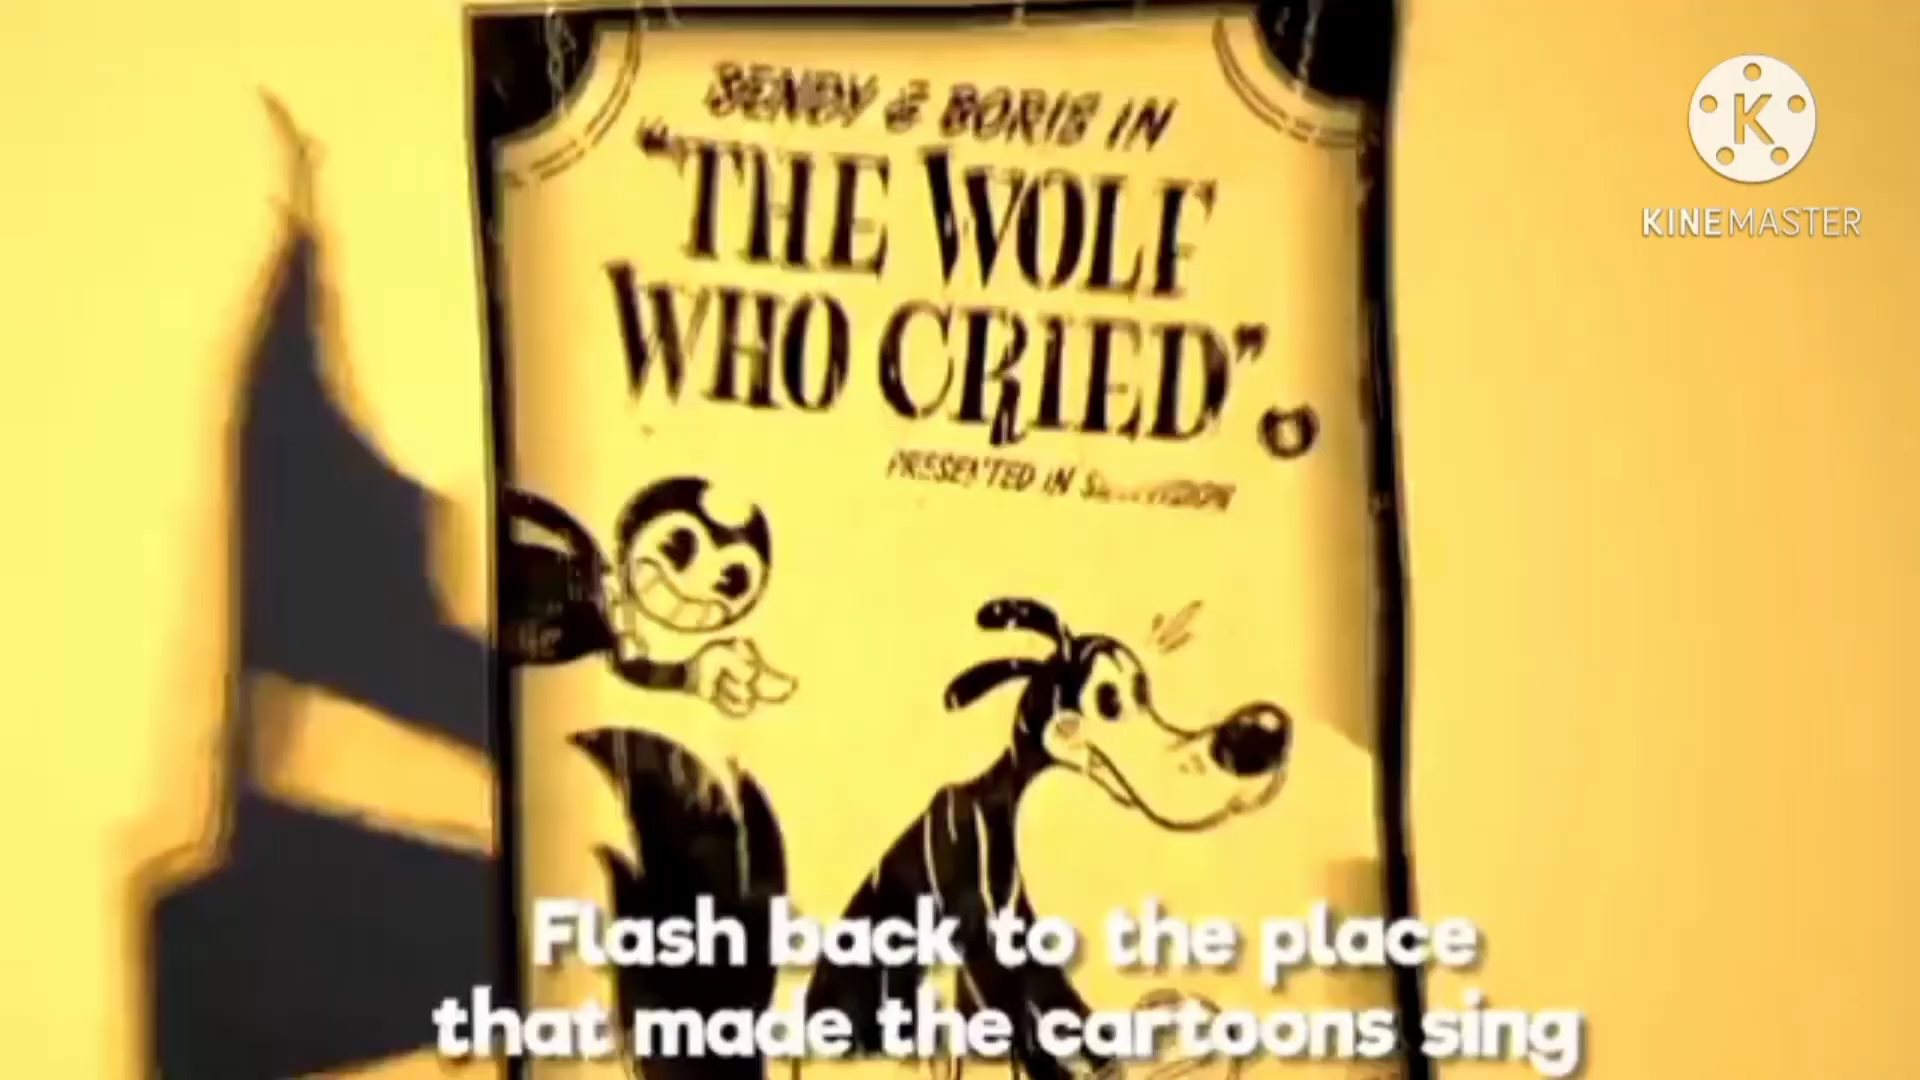 BENDY & BORIS IN
"THE WOLF
WHO CRIED"
PRESENTED IN
K
KINEMASTER
Flash back to the place
that made the cartoons sing